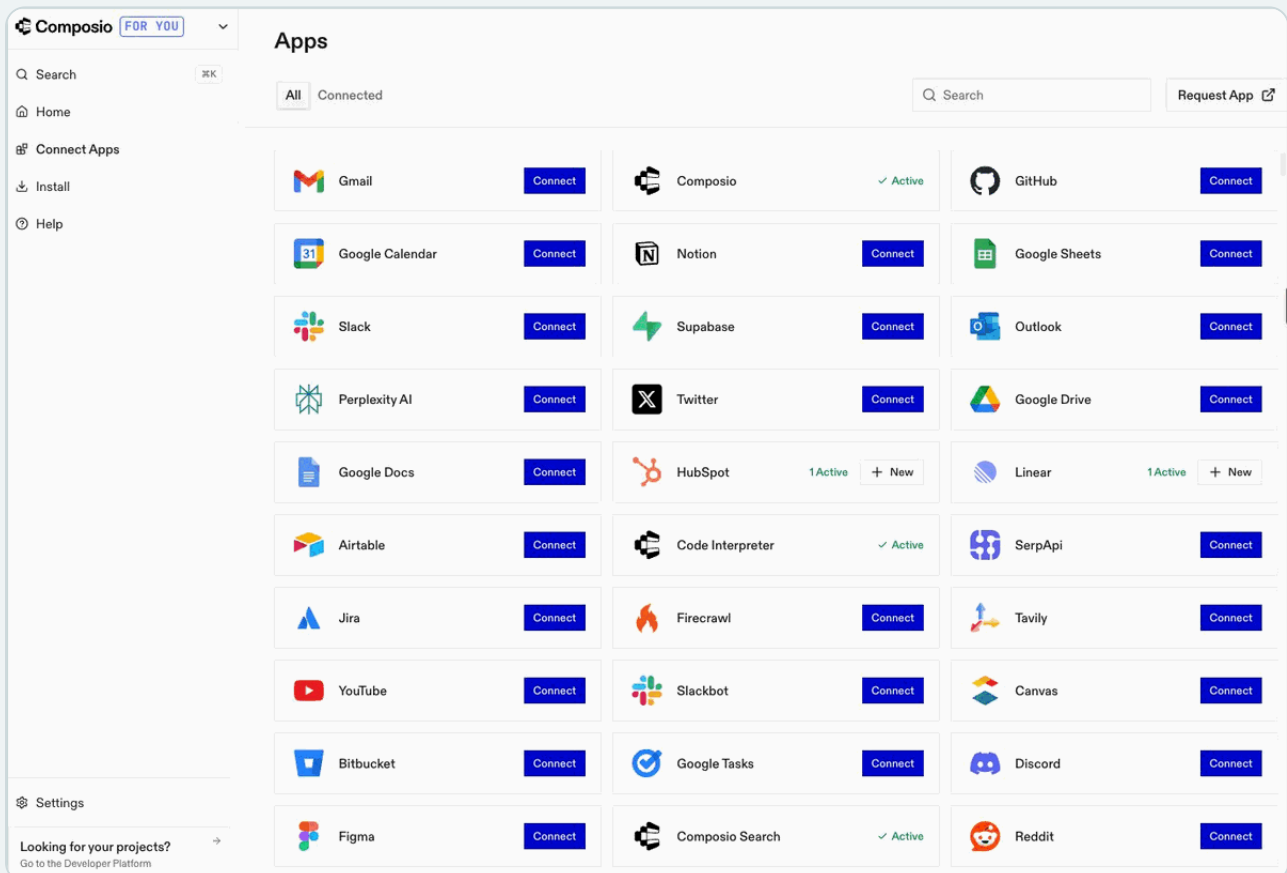 Composio FOR YOU
Search ⌘K
Home
Connect Apps
Install
Help
Settings
Looking for your projects?
Go to the Developer Platform
Apps
All Connected
Search
Request App
Gmail Connect
Composio Active
GitHub Connect
31
Google Calendar Connect
Notion Connect
Google Sheets Connect
Slack Connect
Supabase Connect
Outlook Connect
Perplexity AI Connect
Twitter Connect
Google Drive Connect
Google Docs Connect
HubSpot 1 Active + New
Linear 1 Active + New
Airtable Connect
Code Interpreter Active
SerpApi Connect
Jira Connect
Firecrawl Connect
Tavily Connect
YouTube Connect
Slackbot Connect
Canvas Connect
Bitbucket Connect
Google Tasks Connect
Discord Connect
Figma Connect
Composio Search Active
Reddit Connect